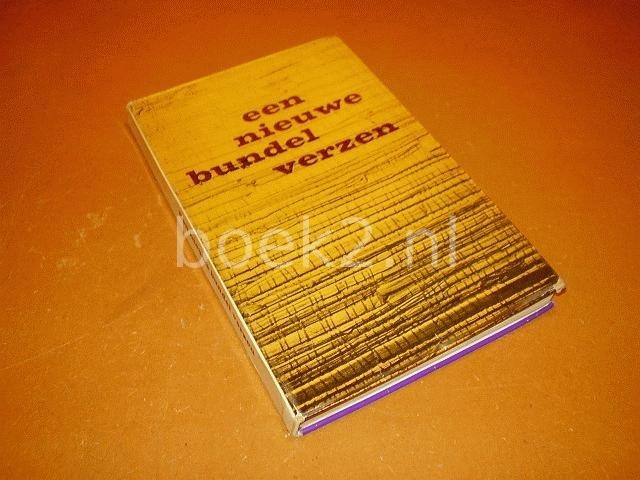 een
nieuwe
bundel
verzen
boek2.nl